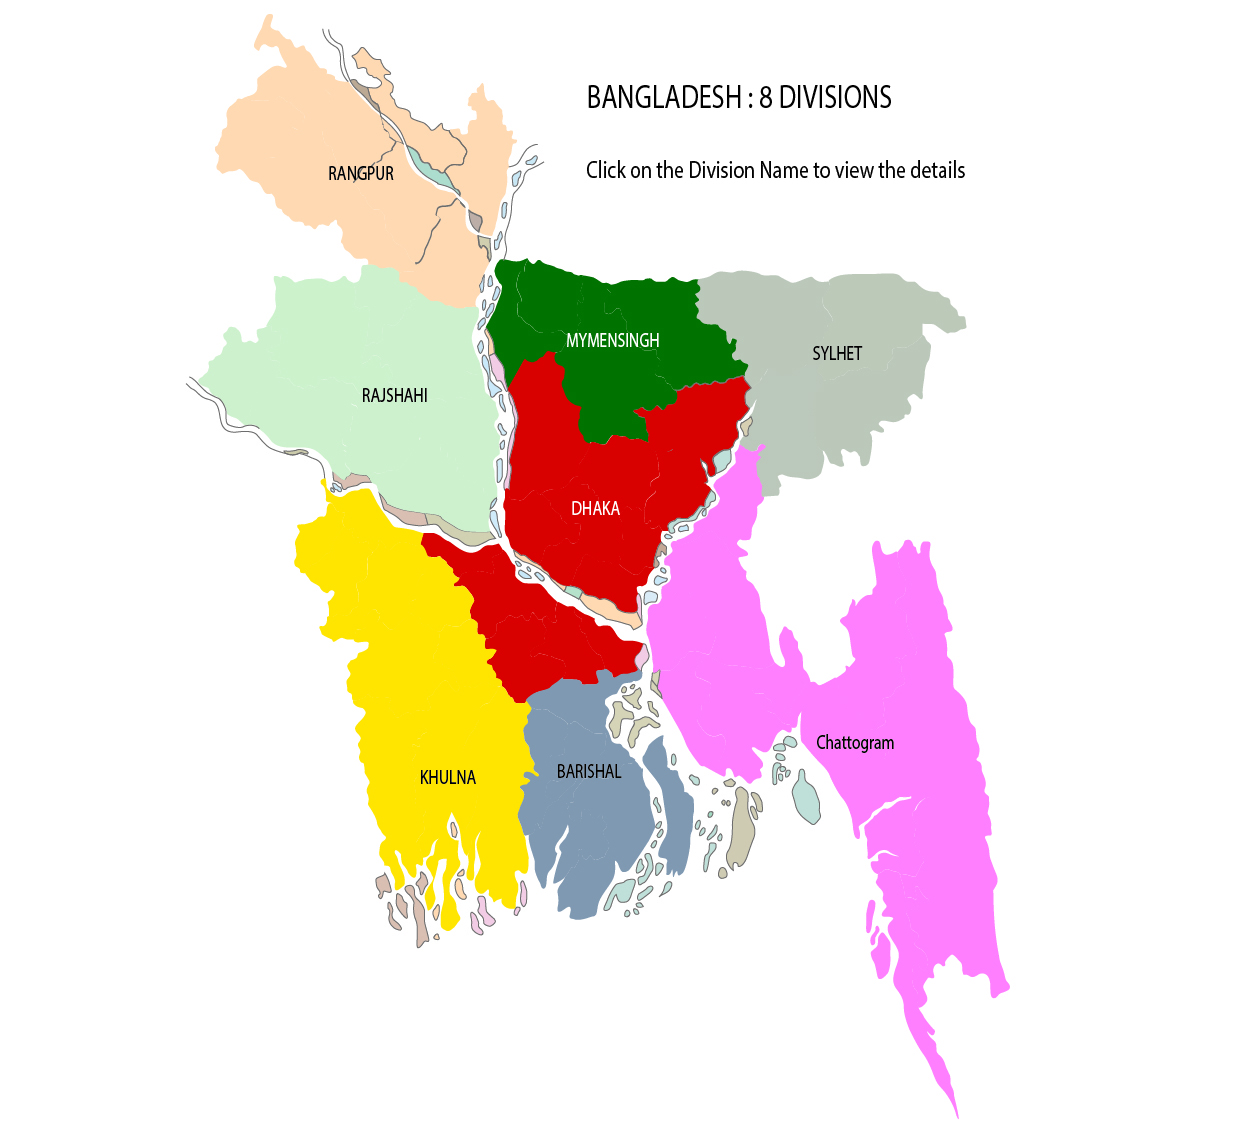 BANGLADESH : 8 DIVISIONS
Click on the Division Name to view the details
RANGPUR
MYMENSINGH
SYLHET
RAJSHAHI
DHAKA
Chattogram
BARISHAL
KHULNA